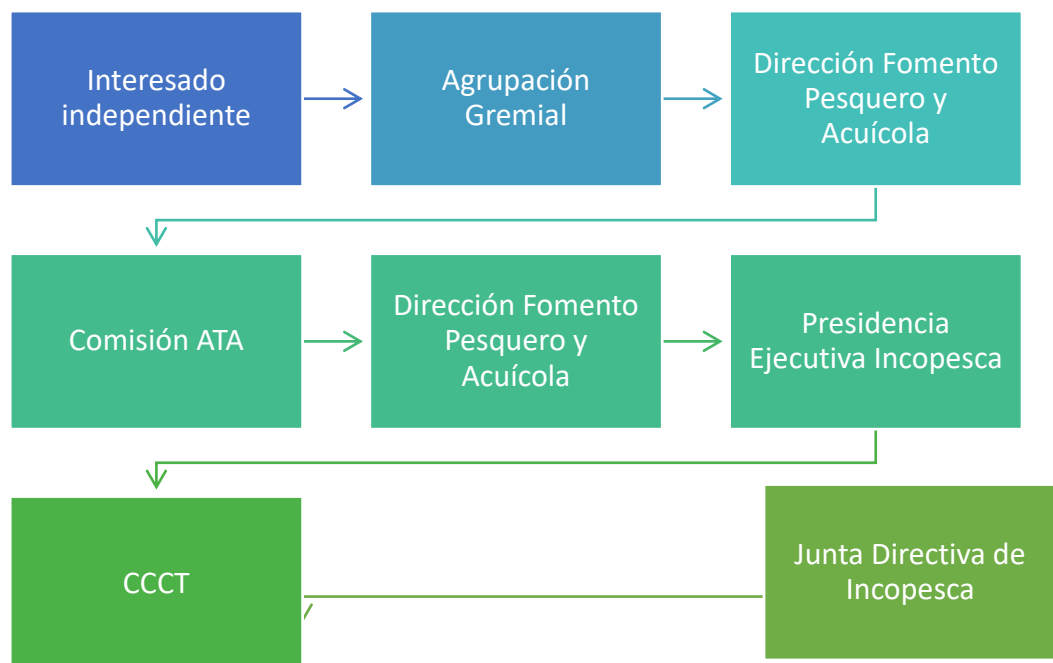 Interesado
independiente
Agrupación
Gremial
Dirección Fomento
Pesquero y
Acuícola
Comisión ATA
Dirección Fomento
Pesquero y
Acuícola
Presidencia
Ejecutiva Incopesca
CCCT
Junta Directiva de
Incopesca